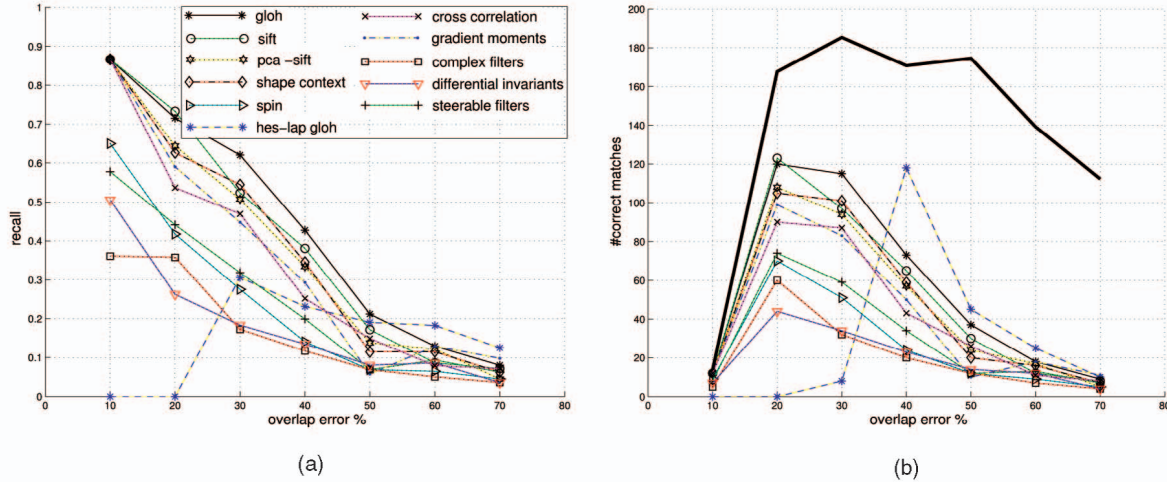 1
0.9
0.8
0.7
0.6
0.5
0.4
0.3
0.2
0.1
0
recall
gloh
sift
pca -sift
shape context
spin
hes-lap gloh
cross correlation
gradient moments
complex filters
differential invariants
steerable filters
0 10 20 30 40 50 60 70 80
overlap error %
(a)
200
180
160
140
120
100
80
60
40
20
0
#correct matches
0 10 20 30 40 50 60 70 80
overlap error %
(b)